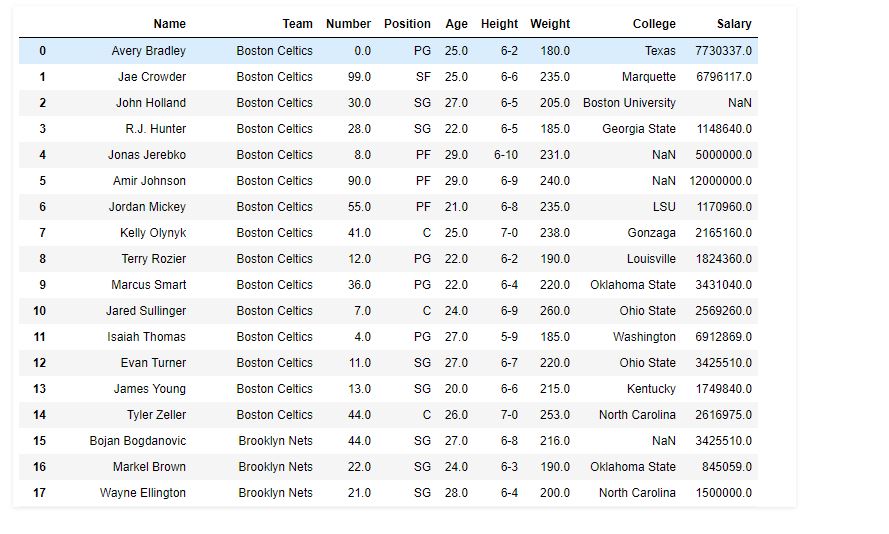 Name Team Number Position Age Height Weight College Salary
0 Avery Bradley Boston Celtics 0.0 PG 25.0 6-2 180.0 Texas 7730337.0
1 Jae Crowder Boston Celtics 99.0 SF 25.0 6-6 235.0 Marquette 6796117.0
2 John Holland Boston Celtics 30.0 SG 27.0 6-5 205.0 Boston University NaN
3 R.J. Hunter Boston Celtics 28.0 SG 22.0 6-5 185.0 Georgia State 1148640.0
4 Jonas Jerebko Boston Celtics 8.0 PF 29.0 6-10 231.0 NaN 5000000.0
5 Amir Johnson Boston Celtics 90.0 PF 29.0 6-9 240.0 NaN 12000000.0
6 Jordan Mickey Boston Celtics 55.0 PF 21.0 6-8 235.0 LSU 1170960.0
7 Kelly Olynyk Boston Celtics 41.0 C 25.0 7-0 238.0 Gonzaga 2165160.0
8 Terry Rozier Boston Celtics 12.0 PG 22.0 6-2 190.0 Louisville 1824360.0
9 Marcus Smart Boston Celtics 36.0 PG 22.0 6-4 220.0 Oklahoma State 3431040.0
10 Jared Sullinger Boston Celtics 7.0 C 24.0 6-9 260.0 Ohio State 2569260.0
11 Isaiah Thomas Boston Celtics 4.0 PG 27.0 5-9 185.0 Washington 6912869.0
12 Evan Turner Boston Celtics 11.0 SG 27.0 6-7 220.0 Ohio State 3425510.0
13 James Young Boston Celtics 13.0 SG 20.0 6-6 215.0 Kentucky 1749840.0
14 Tyler Zeller Boston Celtics 44.0 C 26.0 7-0 253.0 North Carolina 2616975.0
15 Bojan Bogdanovic Brooklyn Nets 44.0 SG 27.0 6-8 216.0 NaN 3425510.0
16 Markel Brown Brooklyn Nets 22.0 SG 24.0 6-3 190.0 Oklahoma State 845059.0
17 Wayne Ellington Brooklyn Nets 21.0 SG 28.0 6-4 200.0 North Carolina 1500000.0